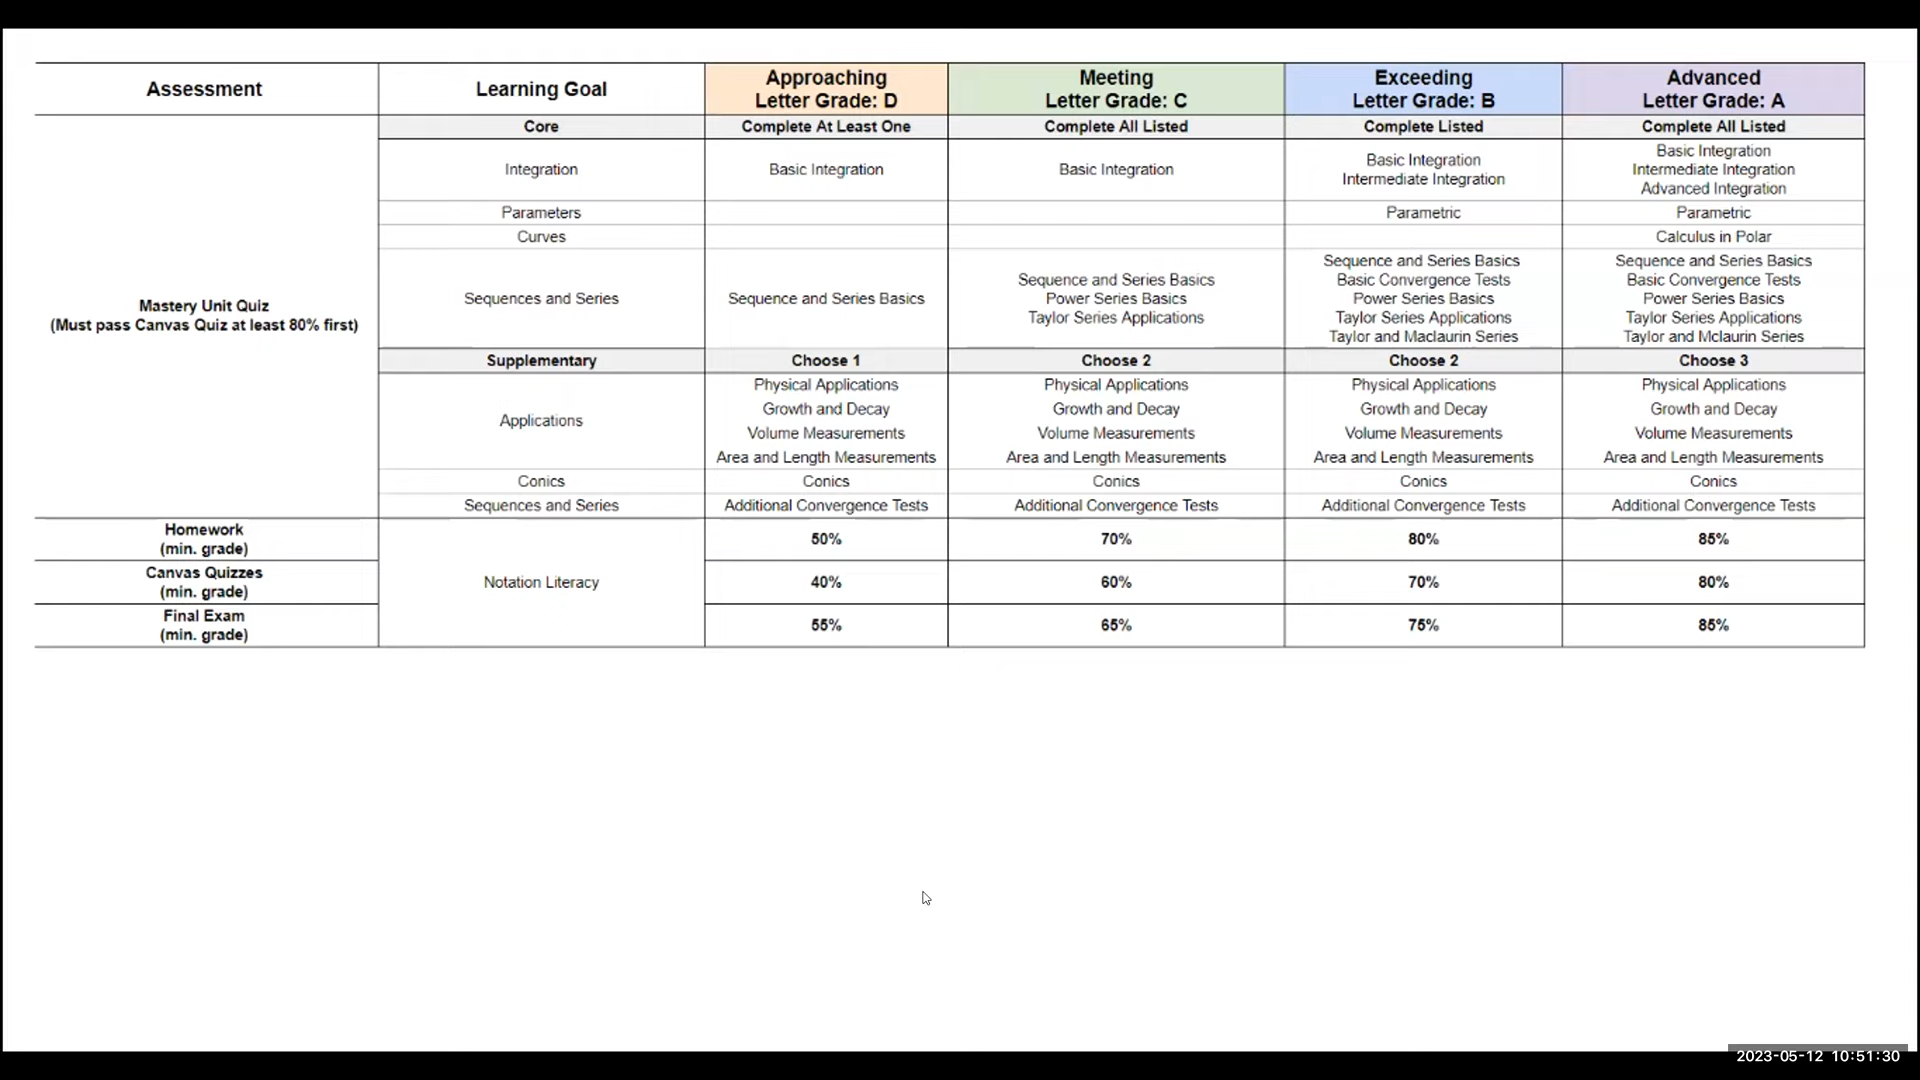 Assessment
Learning Goal
Approaching
Letter Grade: D
Meeting
Letter Grade: C
Exceeding
Letter Grade: B
Advanced
Letter Grade: A
Core
Complete At Least One
Complete All Listed
Complete Listed
Complete All Listed
Mastery Unit Quiz
(Must pass Canvas Quiz at least 80% first)
Integration
Basic Integration
Basic Integration
Basic Integration
Intermediate Integration
Basic Integration
Intermediate Integration
Advanced Integration
Parameters
Parametric
Parametric
Curves
Calculus in Polar
Sequences and Series
Sequence and Series Basics
Sequence and Series Basics
Power Series Basics
Taylor Series Applications
Sequence and Series Basics
Basic Convergence Tests
Power Series Basics
Taylor Series Applications
Taylor and Maclaurin Series
Sequence and Series Basics
Basic Convergence Tests
Power Series Basics
Taylor Series Applications
Taylor and Mclaurin Series
Supplementary
Choose 1
Choose 2
Choose 2
Choose 3
Applications
Physical Applications
Physical Applications
Physical Applications
Physical Applications
Growth and Decay
Growth and Decay
Growth and Decay
Growth and Decay
Volume Measurements
Volume Measurements
Volume Measurements
Volume Measurements
Area and Length Measurements
Area and Length Measurements
Area and Length Measurements
Area and Length Measurements
Conics
Conics
Conics
Conics
Conics
Sequences and Series
Additional Convergence Tests
Additional Convergence Tests
Additional Convergence Tests
Additional Convergence Tests
Homework
(min. grade)
Notation Literacy
50%
70%
80%
85%
Canvas Quizzes
(min. grade)
40%
60%
70%
80%
Final Exam
(min. grade)
55%
65%
75%
85%
2023-05-12 10:51:30